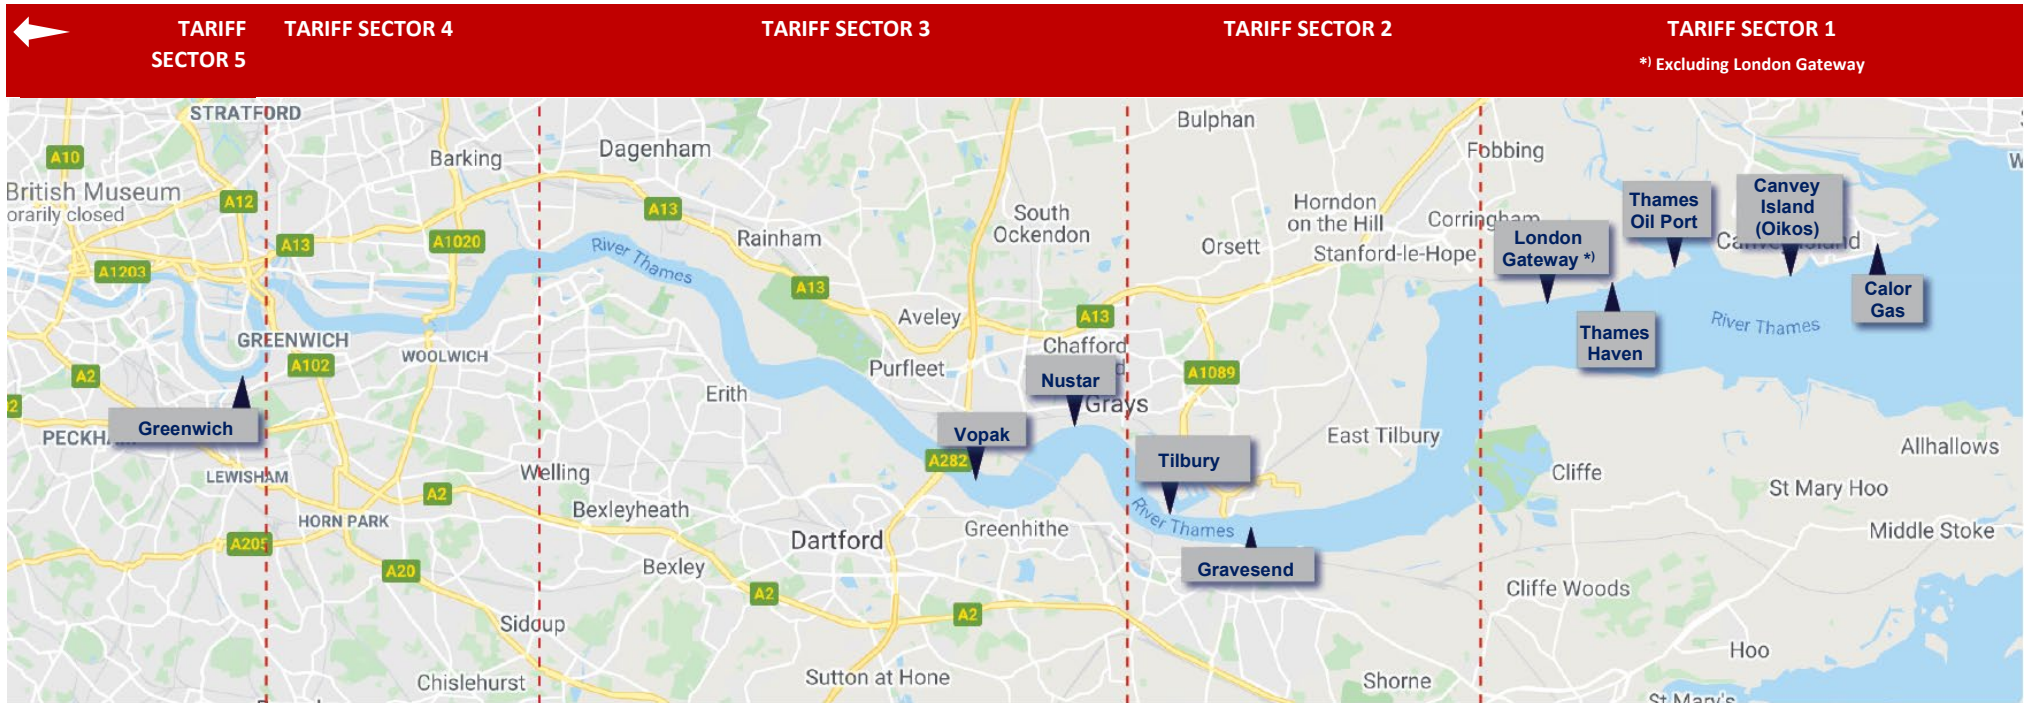 TARIFF
SECTOR 5
TARIFF SECTOR 4
TARIFF SECTOR 3
TARIFF SECTOR 2
TARIFF SECTOR 1
*) Excluding London Gateway
STRATFORD
Barking
Dagenham
Bulphan
Fobbing
A10
British Museum
orarily closed
A12
A13
A1020
A1203
A13
Rainham
South
Ockendon
Horndon
on the Hill
Corringham
Orsett
Stanford-le-Hope
London
Gateway *)
Thames
Oil Port
Canvey
Island
(Oikos)
Calor
Gas
Thames
Haven
River Thames
River Thames
A13
Aveley
A13
Chafford
GREENWICH
WOOLWICH
A102
A2
Purfleet
Nustar
A1089
Erith
Grays
Greenwich
PECKHAM
Vopak
A282
Tilbury
East Tilbury
Allhallows
Cliffe
LEWISHAM
Welling
A2
HORN PARK
Bexleyheath
St Mary Hoo
River Thames
Greenhithe
Dartford
Middle Stoke
A205
A20
Bexley
Gravesend
A2
A2
Cliffe Woods
Sidcup
Hoo
Chislehurst
Sutton at Hone
Shorne
St Mary's